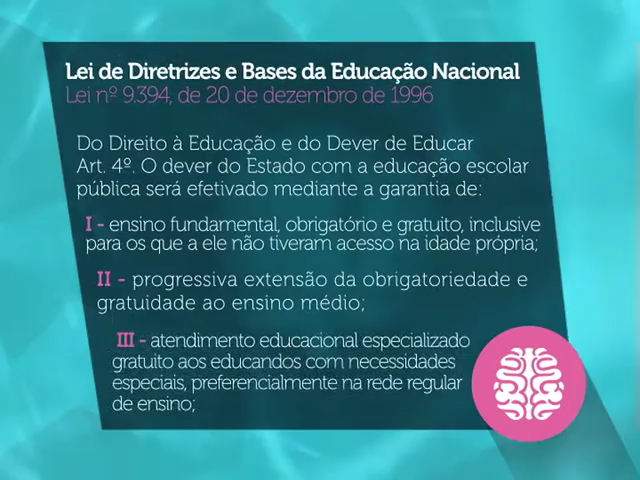 Lei de Diretrizes e Bases da Educação Nacional
Lei nº 9.394, de 20 de dezembro de 1996
Do Direito à Educação e do Dever de Educar
Art. 4º. O dever do Estado com a educação escolar
pública será efetivado mediante a garantia de:
I - ensino fundamental, obrigatório e gratuito, inclusive
para os que a ele não tiveram acesso na idade própria;
II - progressiva extensão da obrigatoriedade e
gratuidade ao ensino médio;
III - atendimento educacional especializado
gratuito aos educandos com necessidades
especiais, preferencialmente na rede regular
de ensino;